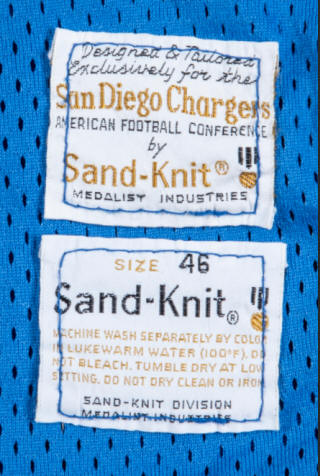 Designed & Tailored
Exclusively for the
San Diego Chargers
AMERICAN FOOTBALL CONFERENCE
by
Sand-Knit®
MEDALIST INDUSTRIES
SIZE 46
Sand-Knit®
MACHINE WASH SEPARATELY BY COLOR
IN LUKEWARM WATER (100°F). DO
NOT BLEACH. TUMBLE DRY AT LOW
SETTING. DO NOT DRY CLEAN OR IRON
SAND-KNIT DIVISION
MEDALIST INDUSTRIES